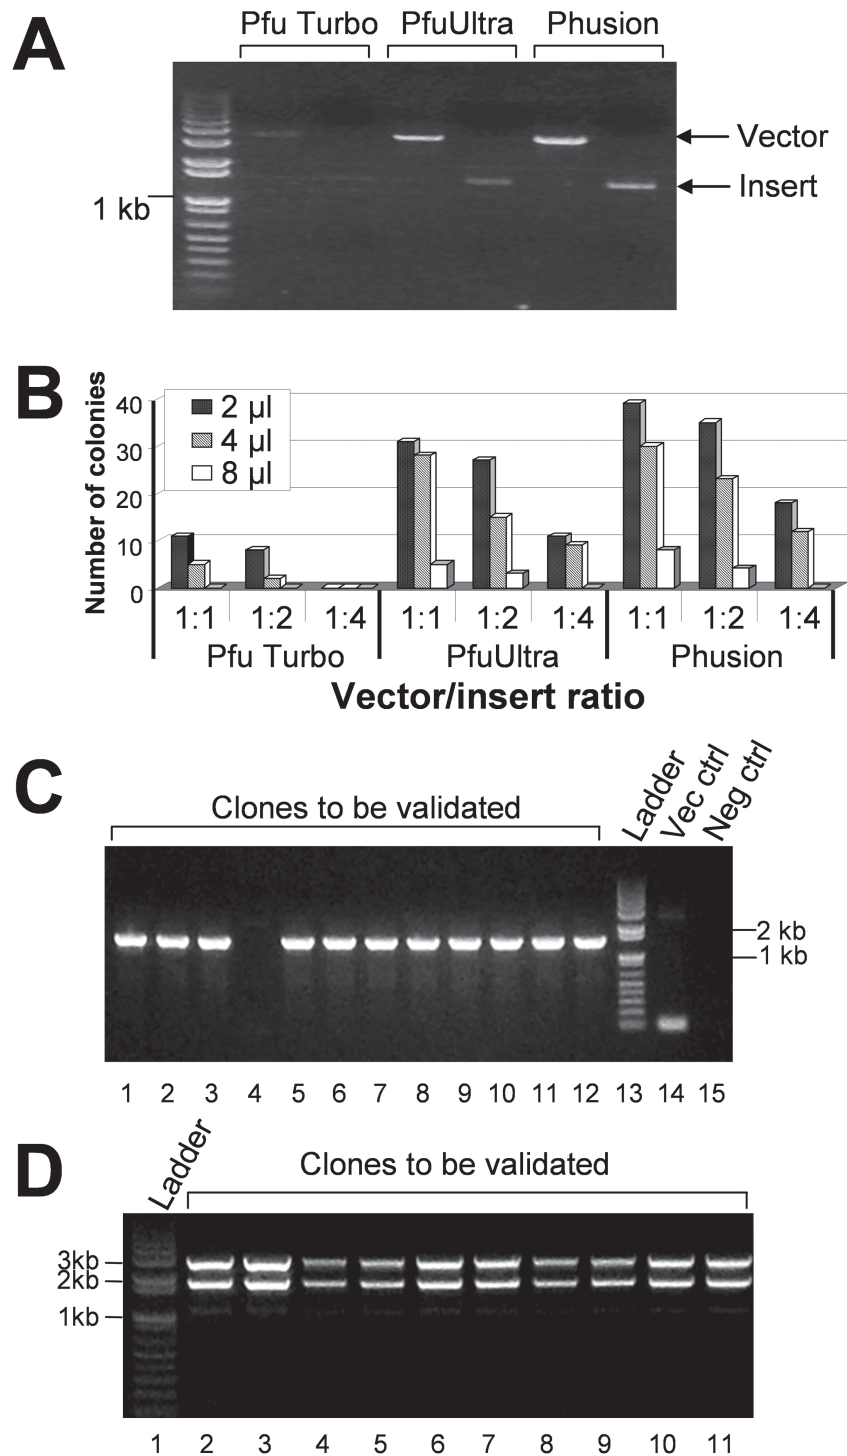 A
Pfu Turbo PfuUltra Phusion
Vector
Insert
1 kb
B
Number of colonies
40
30
20
10
0
2 µl
4 µl
8 µl
1:1 1:2 1:4 1:1 1:2 1:4 1:1 1:2 1:4
Pfu Turbo PfuUltra Phusion
Vector/insert ratio
C
Clones to be validated
Ladder
Vec ctrl
Neg ctrl
2 kb
1 kb
1 2 3 4 5 6 7 8 9 10 11 12 13 14 15
D
Ladder
Clones to be validated
3kb
2kb
1kb
1 2 3 4 5 6 7 8 9 10 11